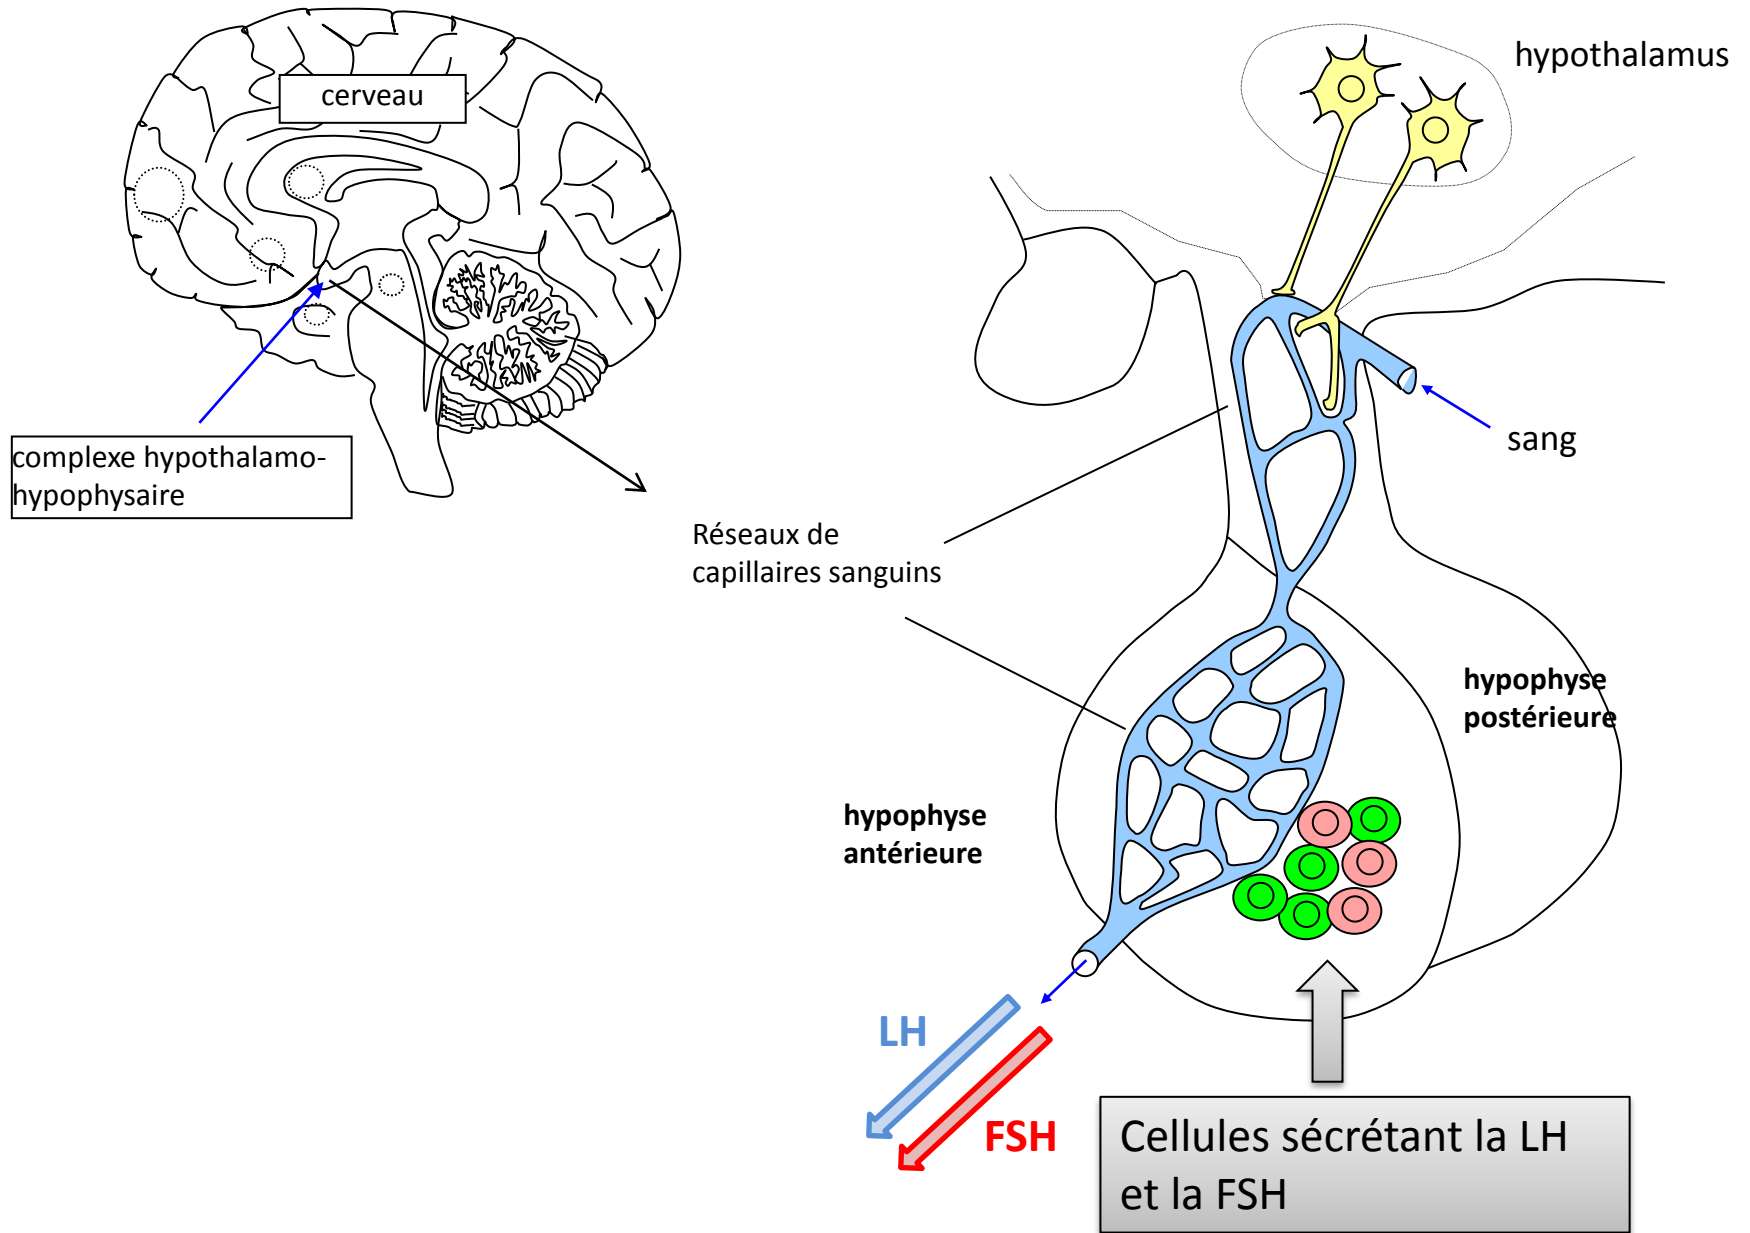 cerveau
hypothalamus
complexe hypothalamo-
hypophysaire
sang
Réseaux de
capillaires sanguins
hypophyse
postérieure
hypophyse
antérieure
LH
FSH
Cellules sécrétant la LH
et la FSH